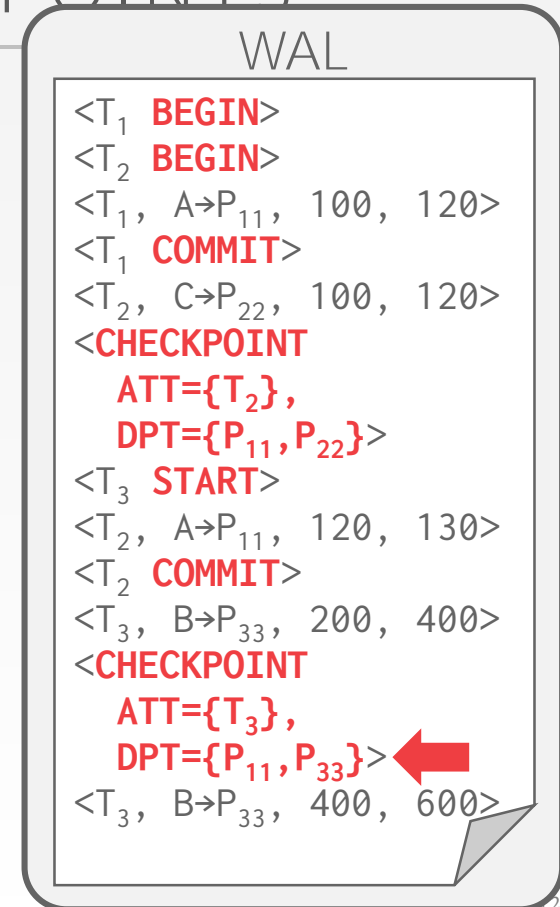 WAL
<T₁ BEGIN>
<T₂ BEGIN>
<T₁, A→P₁₁, 100, 120>
<T₁ COMMIT>
<T₂, C→P₂₂, 100, 120>
<CHECKPOINT
ATT={T₂},
DPT={P₁₁,P₂₂}>
<T₃ START>
<T₂, A→P₁₁, 120, 130>
<T₂ COMMIT>
<T₃, B→P₃₃, 200, 400>
<CHECKPOINT
ATT={T₃},
DPT={P₁₁,P₃₃}>
<T₃, B→P₃₃, 400, 600>